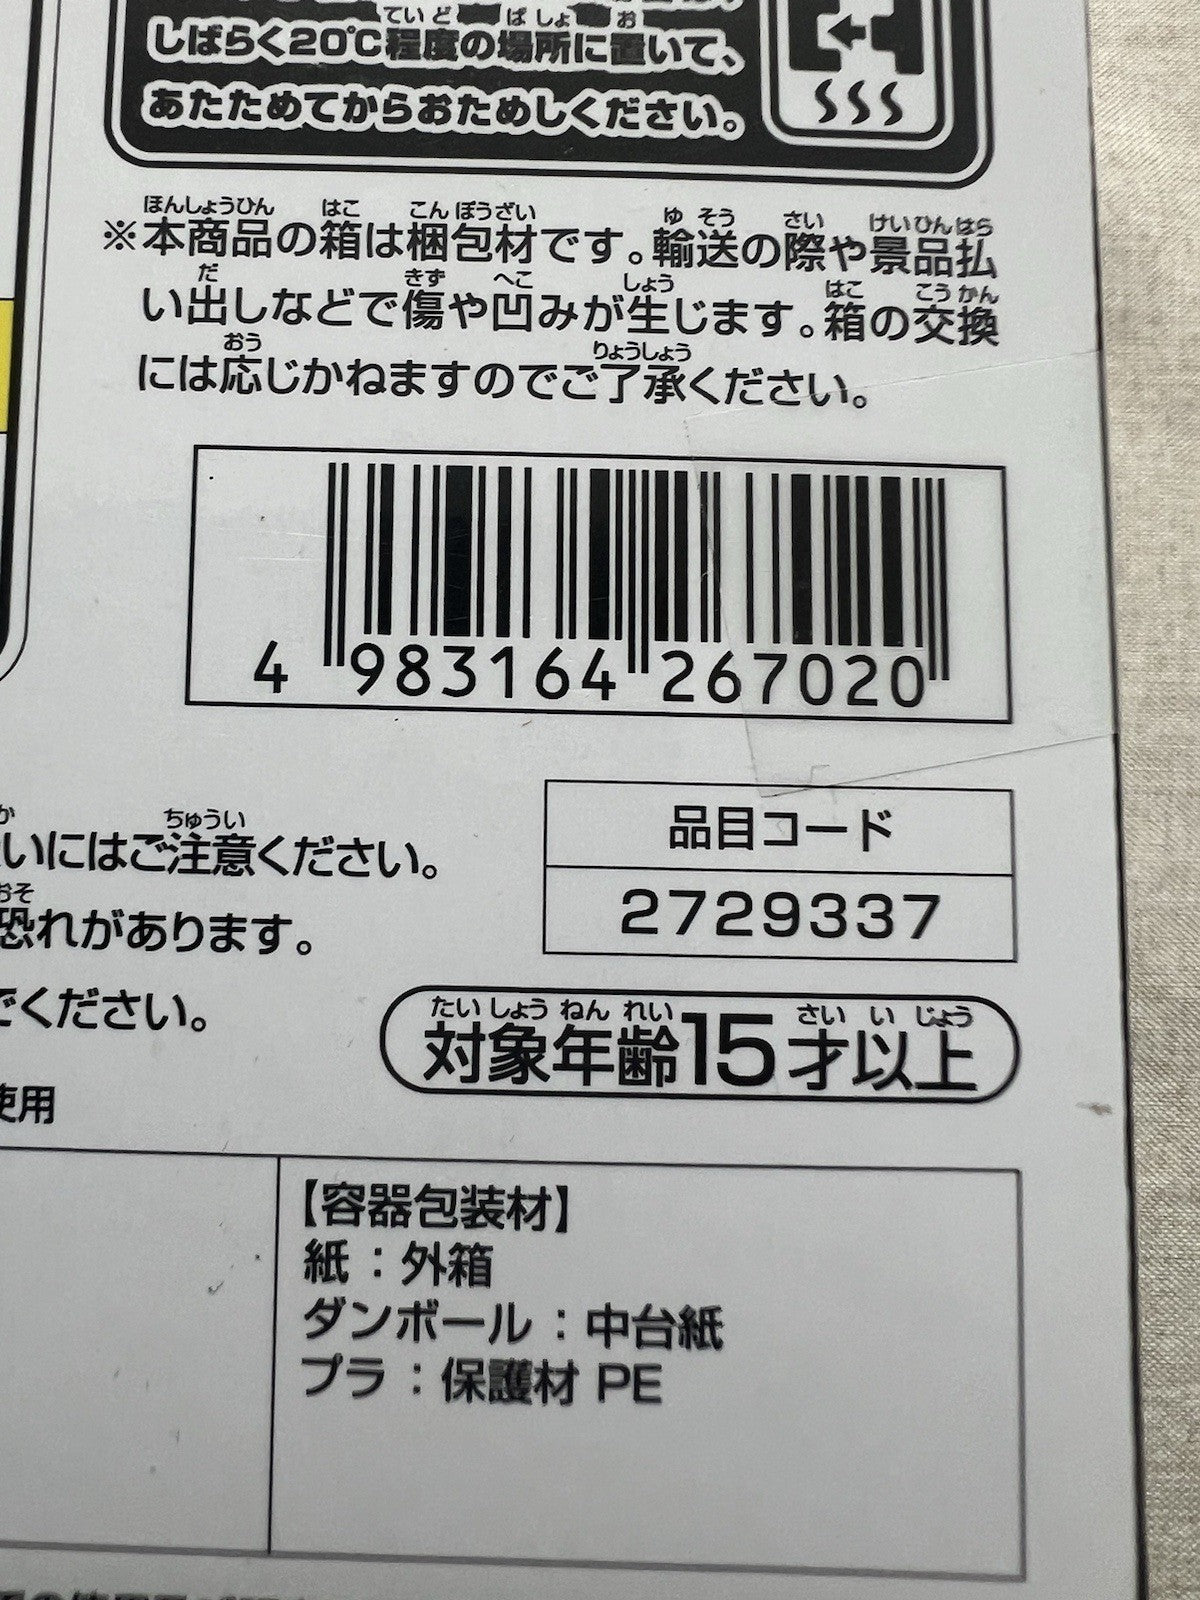 しばらく20℃程度の場所に置いて、
あたためてからおためしください。
※本商品の箱は梱包材です。輸送の際や景品払
い出しなどで傷や凹みが生じます。箱の交換
には応じかねますのでご了承ください。
4 983164 267020
いにはご注意ください。
恐れがあります。
でください。
使用
品目コード
2729337
対象年齢15才以上
【容器包装材】
紙：外箱
ダンボール：中台紙
プラ：保護材 PE